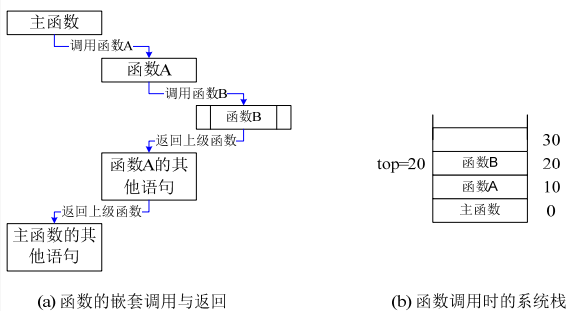 主函数
调用函数A
函数A
调用函数B
函数B
返回上级函数
函数A的其
他语句
返回上级函数
主函数的其
他语句
(a) 函数的嵌套调用与返回
30
top=20
函数B
20
函数A
10
主函数
0
(b) 函数调用时的系统栈